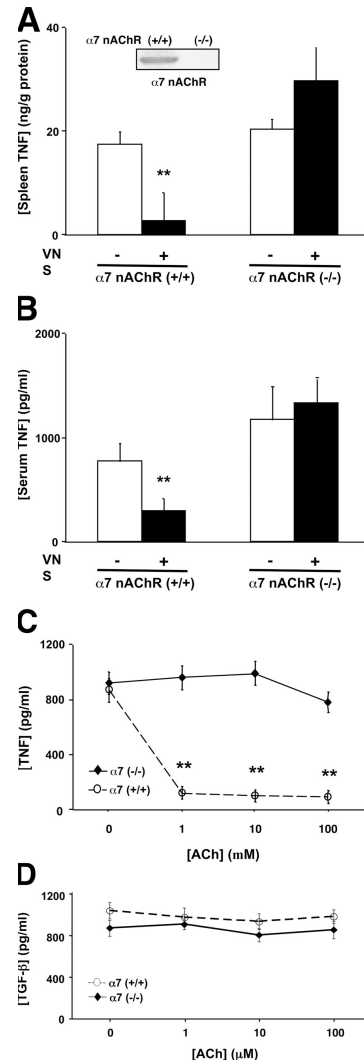 A
α7 nAChR (+/+) (-/-)
α7 nAChR
[Spleen TNF] (ng/g protein)
40
20
0
**
VN
S
- + - +
α7 nAChR (+/+) α7 nAChR (-/-)
B
[Serum TNF] (pg/ml)
2000
1000
0
**
VN
S
- + - +
α7 nAChR (+/+) α7 nAChR (-/-)
C
[TNF] (pg/ml)
1200
800
400
0
** ** **
α7 (-/-)
α7 (+/+)
0 1 10 100
[ACh] (mM)
D
[TGF-β] (pg/ml)
1200
800
400
0
α7 (+/+)
α7 (-/-)
0 1 10 100
[ACh] (μM)